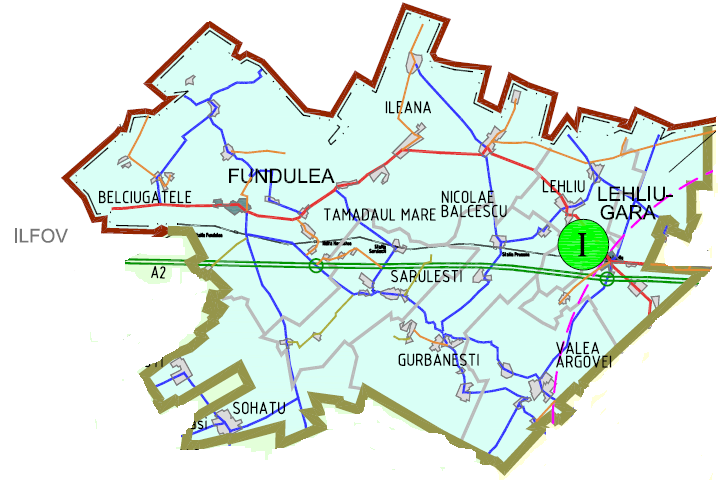 ILEANA
FUNDULEA
BELCIUGATELE
TAMADAUL MARE
NICOLAE
BALCESCU
LEHLIU
LEHLIU-
GARA
ILFOV
I
A2
SARULESTI
GURBANESTI
VALEA
ARGOVEI
SOHATU